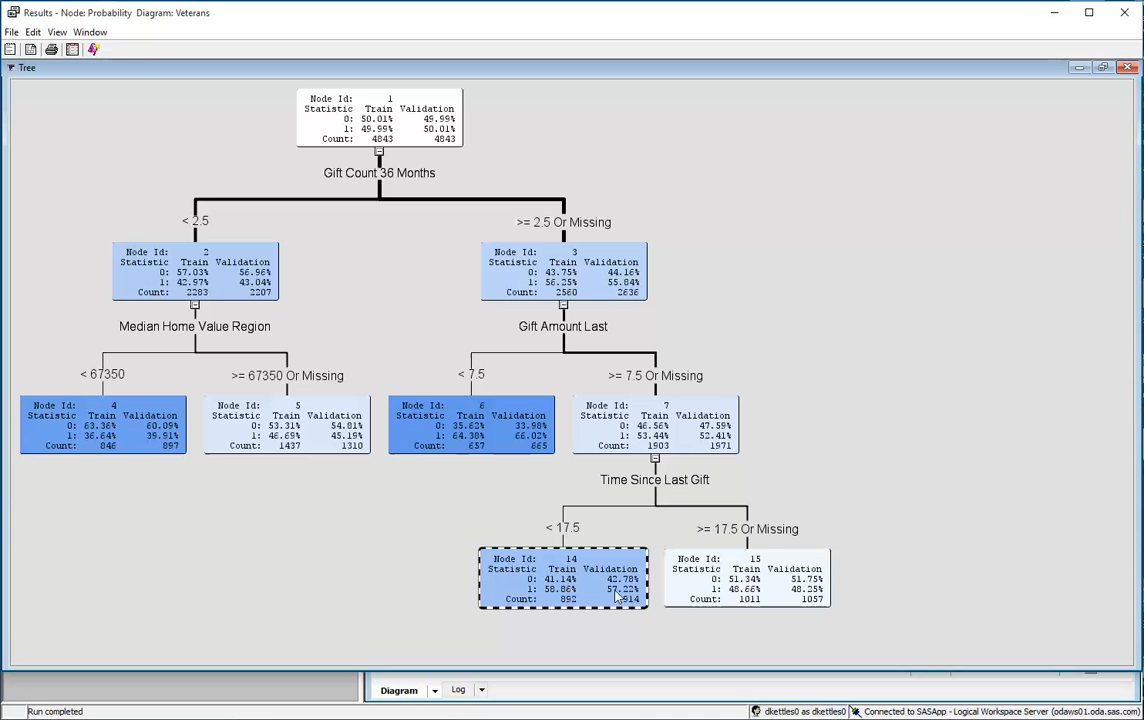 Results - Node: Probability Diagram: Veterans
File Edit View Window
Tree
Node Id: 1
Statistic Train Validation
0: 50.01% 49.99%
1: 49.99% 50.01%
Count: 4843 4843
Gift Count 36 Months
< 2.5
>= 2.5 Or Missing
Node Id: 2
Statistic Train Validation
0: 57.03% 56.96%
1: 42.97% 43.04%
Count: 2283 2207
Node Id: 3
Statistic Train Validation
0: 43.75% 44.16%
1: 56.25% 55.84%
Count: 2560 2636
Median Home Value Region
Gift Amount Last
< 67350
>= 67350 Or Missing
< 7.5
>= 7.5 Or Missing
Node Id: 4
Statistic Train Validation
0: 63.36% 60.09%
1: 36.64% 39.91%
Count: 846 897
Node Id: 5
Statistic Train Validation
0: 53.31% 54.81%
1: 46.69% 45.19%
Count: 1437 1310
Node Id: 6
Statistic Train Validation
0: 35.62% 33.98%
1: 64.38% 66.02%
Count: 657 665
Node Id: 7
Statistic Train Validation
0: 46.56% 47.59%
1: 53.44% 52.41%
Count: 1903 1971
Time Since Last Gift
< 17.5
>= 17.5 Or Missing
Node Id: 14
Statistic Train Validation
0: 41.14% 42.78%
1: 58.86% 57.22%
Count: 892 914
Node Id: 15
Statistic Train Validation
0: 51.34% 51.75%
1: 48.66% 48.25%
Count: 1011 1057
Diagram Log
Run completed
dkettles0 as dkettles0 Connected to SASApp - Logical Workspace Server (odaws01.oda.sas.com)